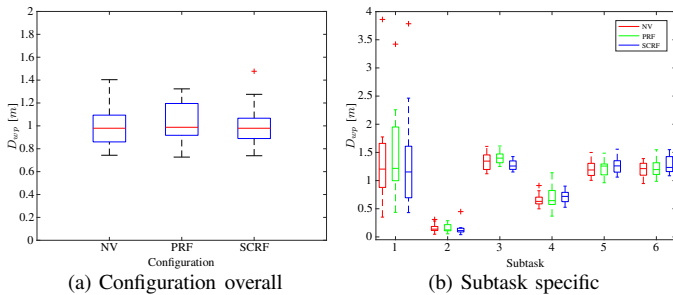 2
1.8
1.6
1.4
1.2
1
0.8
0.6
0.4
0.2
0
D_wp [m]
NV PRF SCRF
Configuration
(a) Configuration overall
4
3.5
3
2.5
2
1.5
1
0.5
0
D_wp [m]
NV
PRF
SCRF
1 2 3 4 5 6
Subtask
(b) Subtask specific